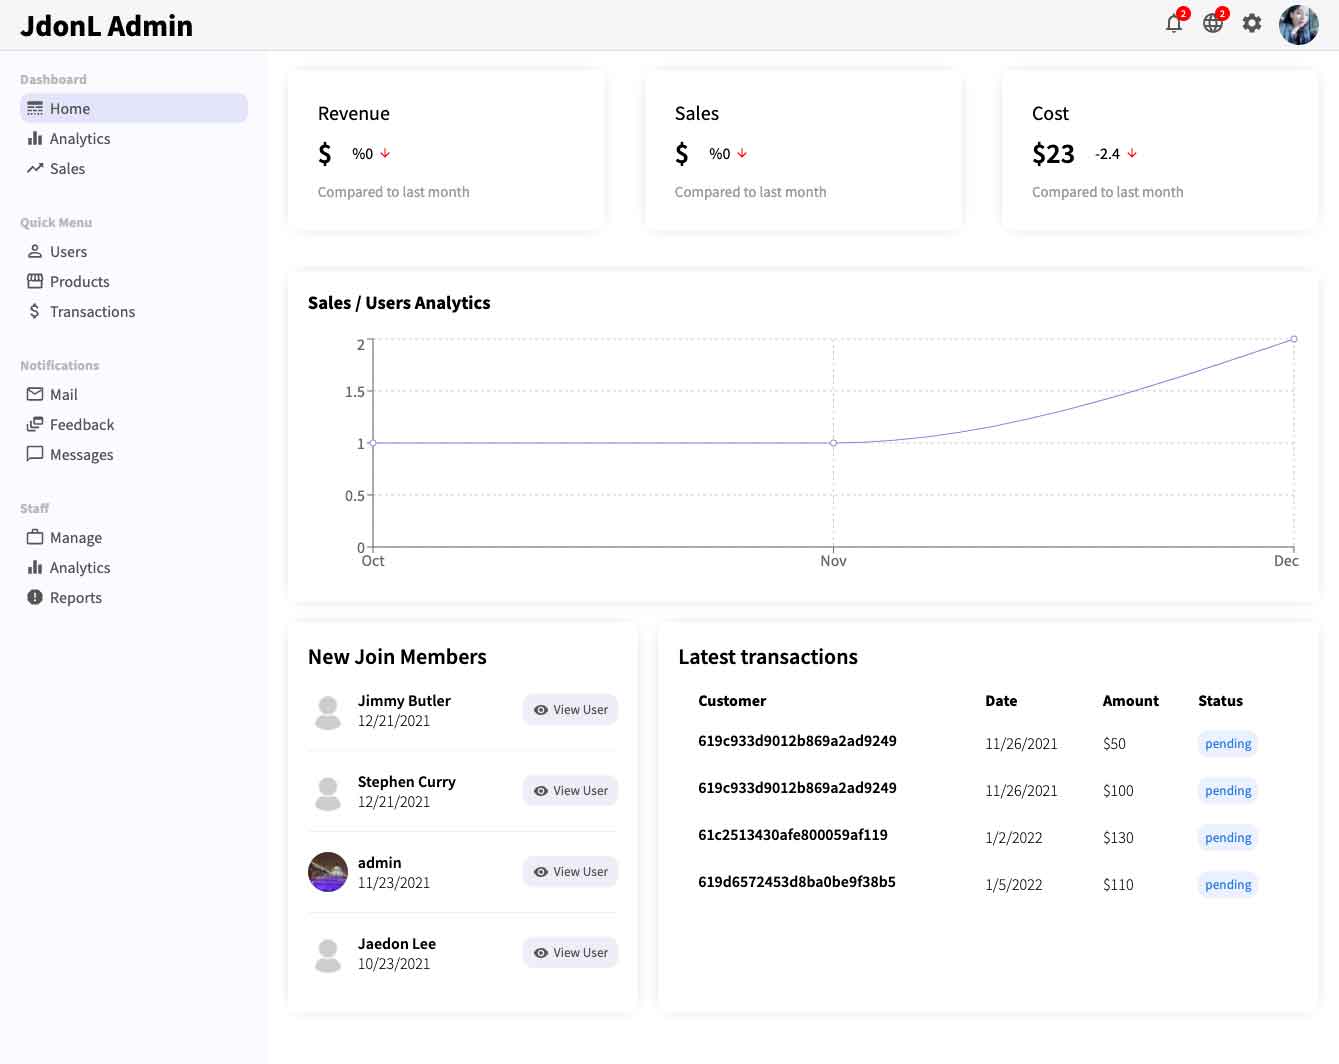 JdonL Admin
2
2
Dashboard
Home
Analytics
Sales
Quick Menu
Users
Products
Transactions
Notifications
Mail
Feedback
Messages
Staff
Manage
Analytics
Reports
Revenue
$ %0
Compared to last month
Sales
$ %0
Compared to last month
Cost
$23 -2.4
Compared to last month
Sales / Users Analytics
2
1.5
1
0.5
0
Oct Nov Dec
New Join Members
Jimmy Butler
12/21/2021
View User
Stephen Curry
12/21/2021
View User
admin
11/23/2021
View User
Jaedon Lee
10/23/2021
View User
Latest transactions
Customer Date Amount Status
619c933d9012b869a2ad9249 11/26/2021 $50 pending
619c933d9012b869a2ad9249 11/26/2021 $100 pending
61c2513430afe800059af119 1/2/2022 $130 pending
619d6572453d8ba0be9f38b5 1/5/2022 $110 pending